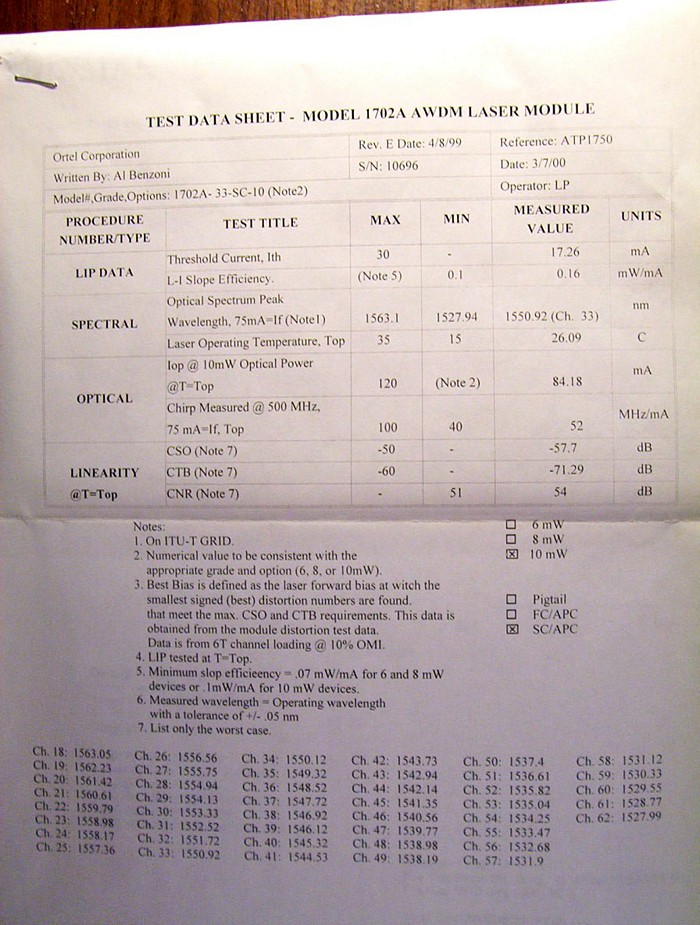 TEST DATA SHEET - MODEL 1702A AWDM LASER MODULE
Ortel Corporation Rev. E Date: 4/8/99 Reference: ATP1750
Written By: Al Benzoni S/N: 10696 Date: 3/7/00
Model#,Grade,Options: 1702A- 33-SC-10 (Note2) Operator: LP
PROCEDURE NUMBER/TYPE TEST TITLE MAX MIN MEASURED VALUE UNITS
LIP DATA Threshold Current, Ith 30 - 17.26 mA
L-I Slope Efficiency. (Note 5) 0.1 0.16 mW/mA
SPECTRAL Optical Spectrum Peak
Wavelength, 75mA=If (Note1) 1563.1 1527.94 1550.92 (Ch. 33) nm
Laser Operating Temperature, Top 35 15 26.09 C
OPTICAL Iop @ 10mW Optical Power
@T=Top 120 (Note 2) 84.18 mA
Chirp Measured @ 500 MHz,
75 mA=If, Top 100 40 52 MHz/mA
LINEARITY @T=Top CSO (Note 7) -50 - -57.7 dB
CTB (Note 7) -60 - -71.29 dB
CNR (Note 7) - 51 54 dB
Notes:
1. On ITU-T GRID.
2. Numerical value to be consistent with the
appropriate grade and option (6, 8, or 10mW).
3. Best Bias is defined as the laser forward bias at witch the
smallest signed (best) distortion numbers are found.
that meet the max. CSO and CTB requirements. This data is
obtained from the module distortion test data.
Data is from 6T channel loading @ 10% OMI.
4. LIP tested at T=Top.
5. Minimum slop efficieency = .07 mW/mA for 6 and 8 mW
devices or .1mW/mA for 10 mW devices.
6. Measured wavelength = Operating wavelength
with a tolerance of +/- .05 nm
7. List only the worst case.
☐ 6 mW
☐ 8 mW
☒ 10 mW
☐ Pigtail
☐ FC/APC
☒ SC/APC
Ch. 18: 1563.05
Ch. 19: 1562.23
Ch. 20: 1561.42
Ch. 21: 1560.61
Ch. 22: 1559.79
Ch. 23: 1558.98
Ch. 24: 1558.17
Ch. 25: 1557.36
Ch. 26: 1556.56
Ch. 27: 1555.75
Ch. 28: 1554.94
Ch. 29: 1554.13
Ch. 30: 1553.33
Ch. 31: 1552.52
Ch. 32: 1551.72
Ch. 33: 1550.92
Ch. 34: 1550.12
Ch. 35: 1549.32
Ch. 36: 1548.52
Ch. 37: 1547.72
Ch. 38: 1546.92
Ch. 39: 1546.12
Ch. 40: 1545.32
Ch. 41: 1544.53
Ch. 42: 1543.73
Ch. 43: 1542.94
Ch. 44: 1542.14
Ch. 45: 1541.35
Ch. 46: 1540.56
Ch. 47: 1539.77
Ch. 48: 1538.98
Ch. 49: 1538.19
Ch. 50: 1537.4
Ch. 51: 1536.61
Ch. 52: 1535.82
Ch. 53: 1535.04
Ch. 54: 1534.25
Ch. 55: 1533.47
Ch. 56: 1532.68
Ch. 57: 1531.9
Ch. 58: 1531.12
Ch. 59: 1530.33
Ch. 60: 1529.55
Ch. 61: 1528.77
Ch. 62: 1527.99